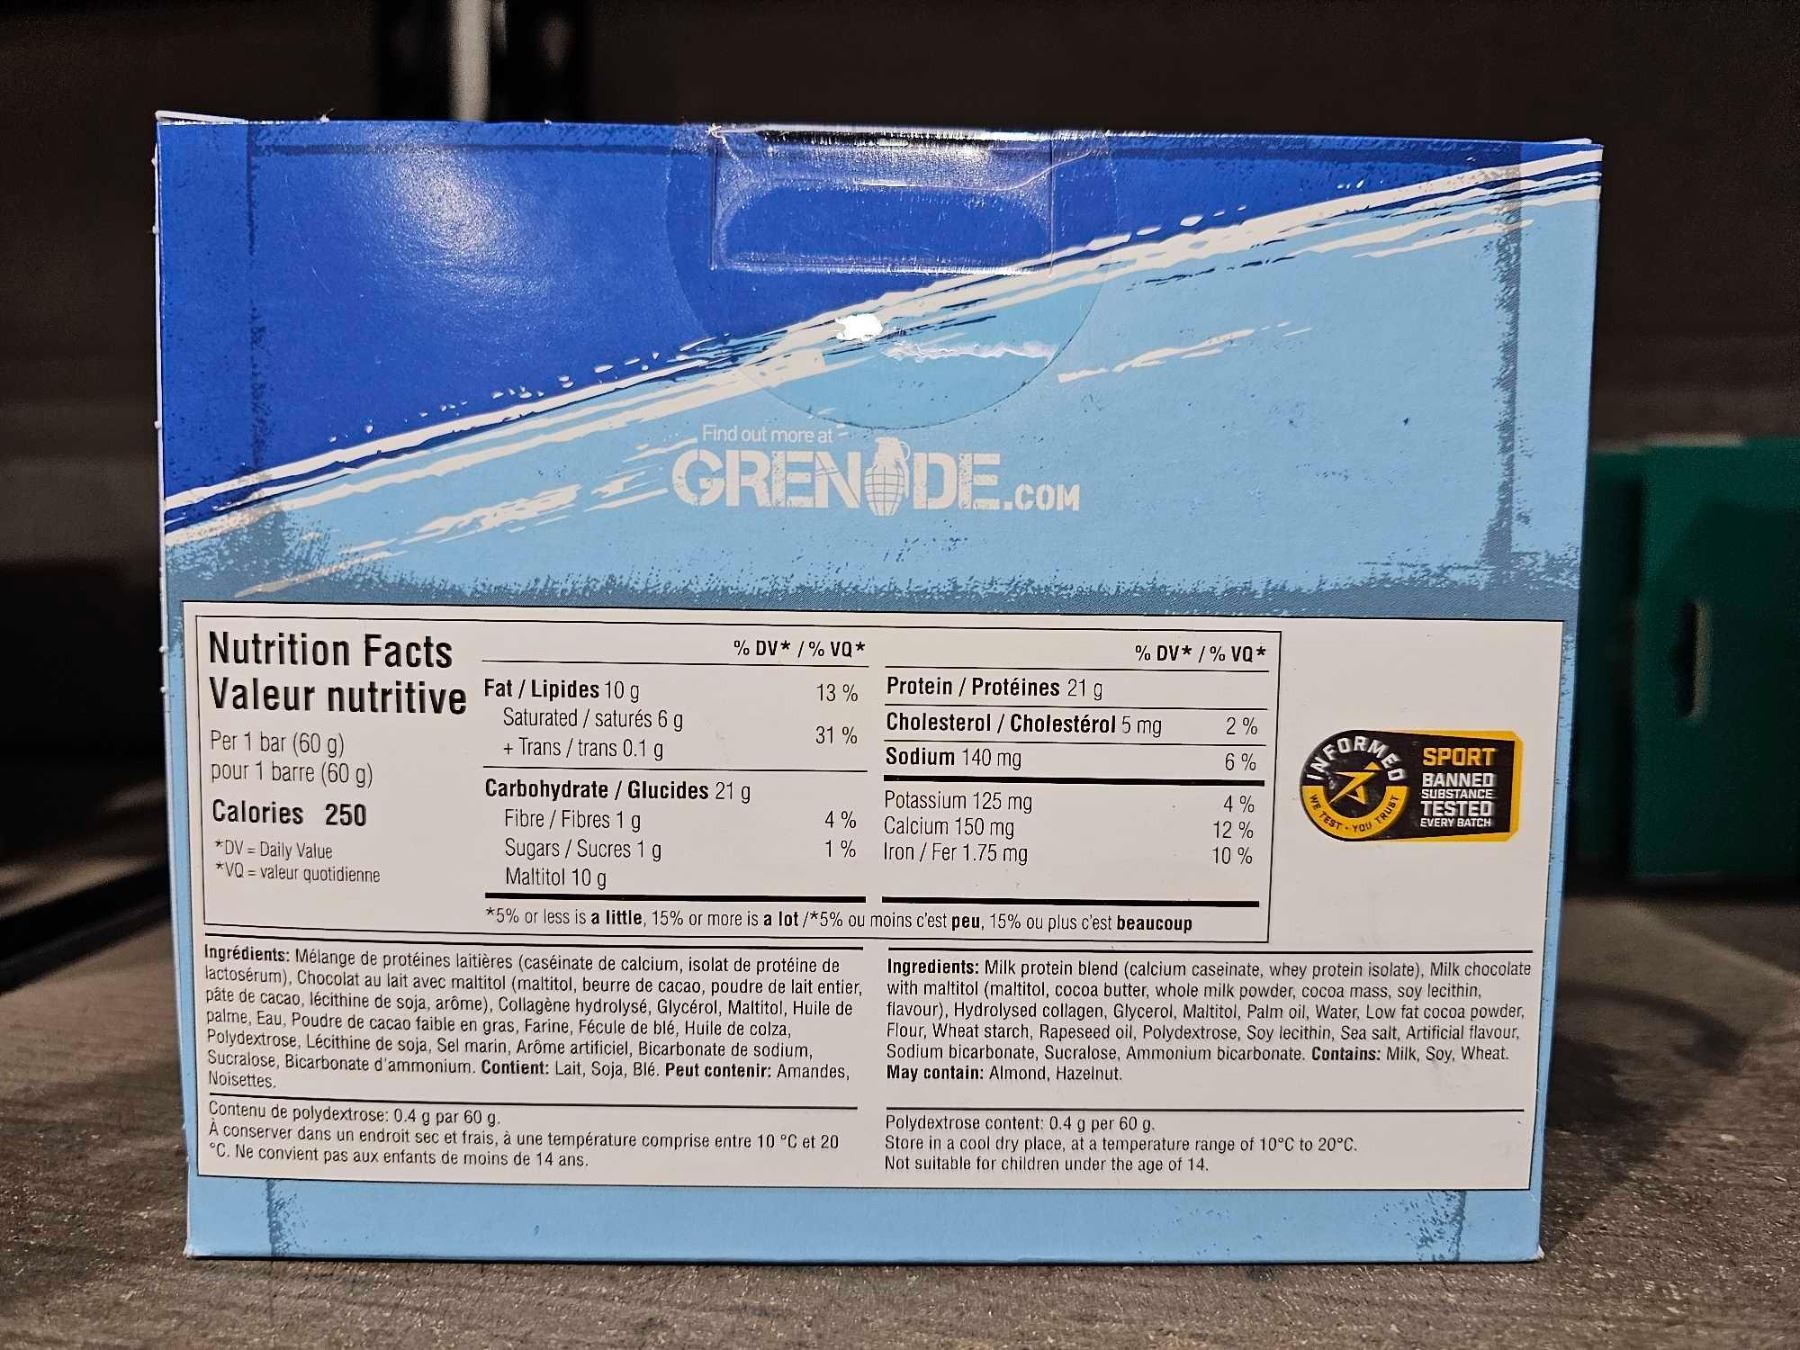 Find out more at
GRENADE.COM
Nutrition Facts
Valeur nutritive
Per 1 bar (60 g)
pour 1 barre (60 g)
Calories 250
*DV = Daily Value
*VQ = valeur quotidienne
% DV* / % VQ*
Fat / Lipides 10 g 13 %
Saturated / saturés 6 g
+ Trans / trans 0.1 g 31 %
Carbohydrate / Glucides 21 g
Fibre / Fibres 1 g 4 %
Sugars / Sucres 1 g 1 %
Maltitol 10 g
% DV* / % VQ*
Protein / Protéines 21 g
Cholesterol / Cholestérol 5 mg 2 %
Sodium 140 mg 6 %
Potassium 125 mg 4 %
Calcium 150 mg 12 %
Iron / Fer 1.75 mg 10 %
*5% or less is a little, 15% or more is a lot /*5% ou moins c'est peu, 15% ou plus c'est beaucoup
INFORMED
WE TEST • YOU TRUST
SPORT
BANNED
SUBSTANCE
TESTED
EVERY BATCH
Ingrédients: Mélange de protéines laitières (caséinate de calcium, isolat de protéine de
lactosérum), Chocolat au lait avec maltitol (maltitol, beurre de cacao, poudre de lait entier,
pâte de cacao, lécithine de soja, arôme), Collagène hydrolysé, Glycérol, Maltitol, Huile de
palme, Eau, Poudre de cacao faible en gras, Farine, Fécule de blé, Huile de colza,
Polydextrose, Lécithine de soja, Sel marin, Arôme artificiel, Bicarbonate de sodium,
Sucralose, Bicarbonate d'ammonium. Contient: Lait, Soja, Blé. Peut contenir: Amandes,
Noisettes.
Contenu de polydextrose: 0.4 g par 60 g.
À conserver dans un endroit sec et frais, à une température comprise entre 10 °C et 20
°C. Ne convient pas aux enfants de moins de 14 ans.
Ingredients: Milk protein blend (calcium caseinate, whey protein isolate), Milk chocolate
with maltitol (maltitol, cocoa butter, whole milk powder, cocoa mass, soy lecithin,
flavour), Hydrolysed collagen, Glycerol, Maltitol, Palm oil, Water, Low fat cocoa powder,
Flour, Wheat starch, Rapeseed oil, Polydextrose, Soy lecithin, Sea salt, Artificial flavour,
Sodium bicarbonate, Sucralose, Ammonium bicarbonate. Contains: Milk, Soy, Wheat.
May contain: Almond, Hazelnut.
Polydextrose content: 0.4 g per 60 g.
Store in a cool dry place, at a temperature range of 10°C to 20°C.
Not suitable for children under the age of 14.